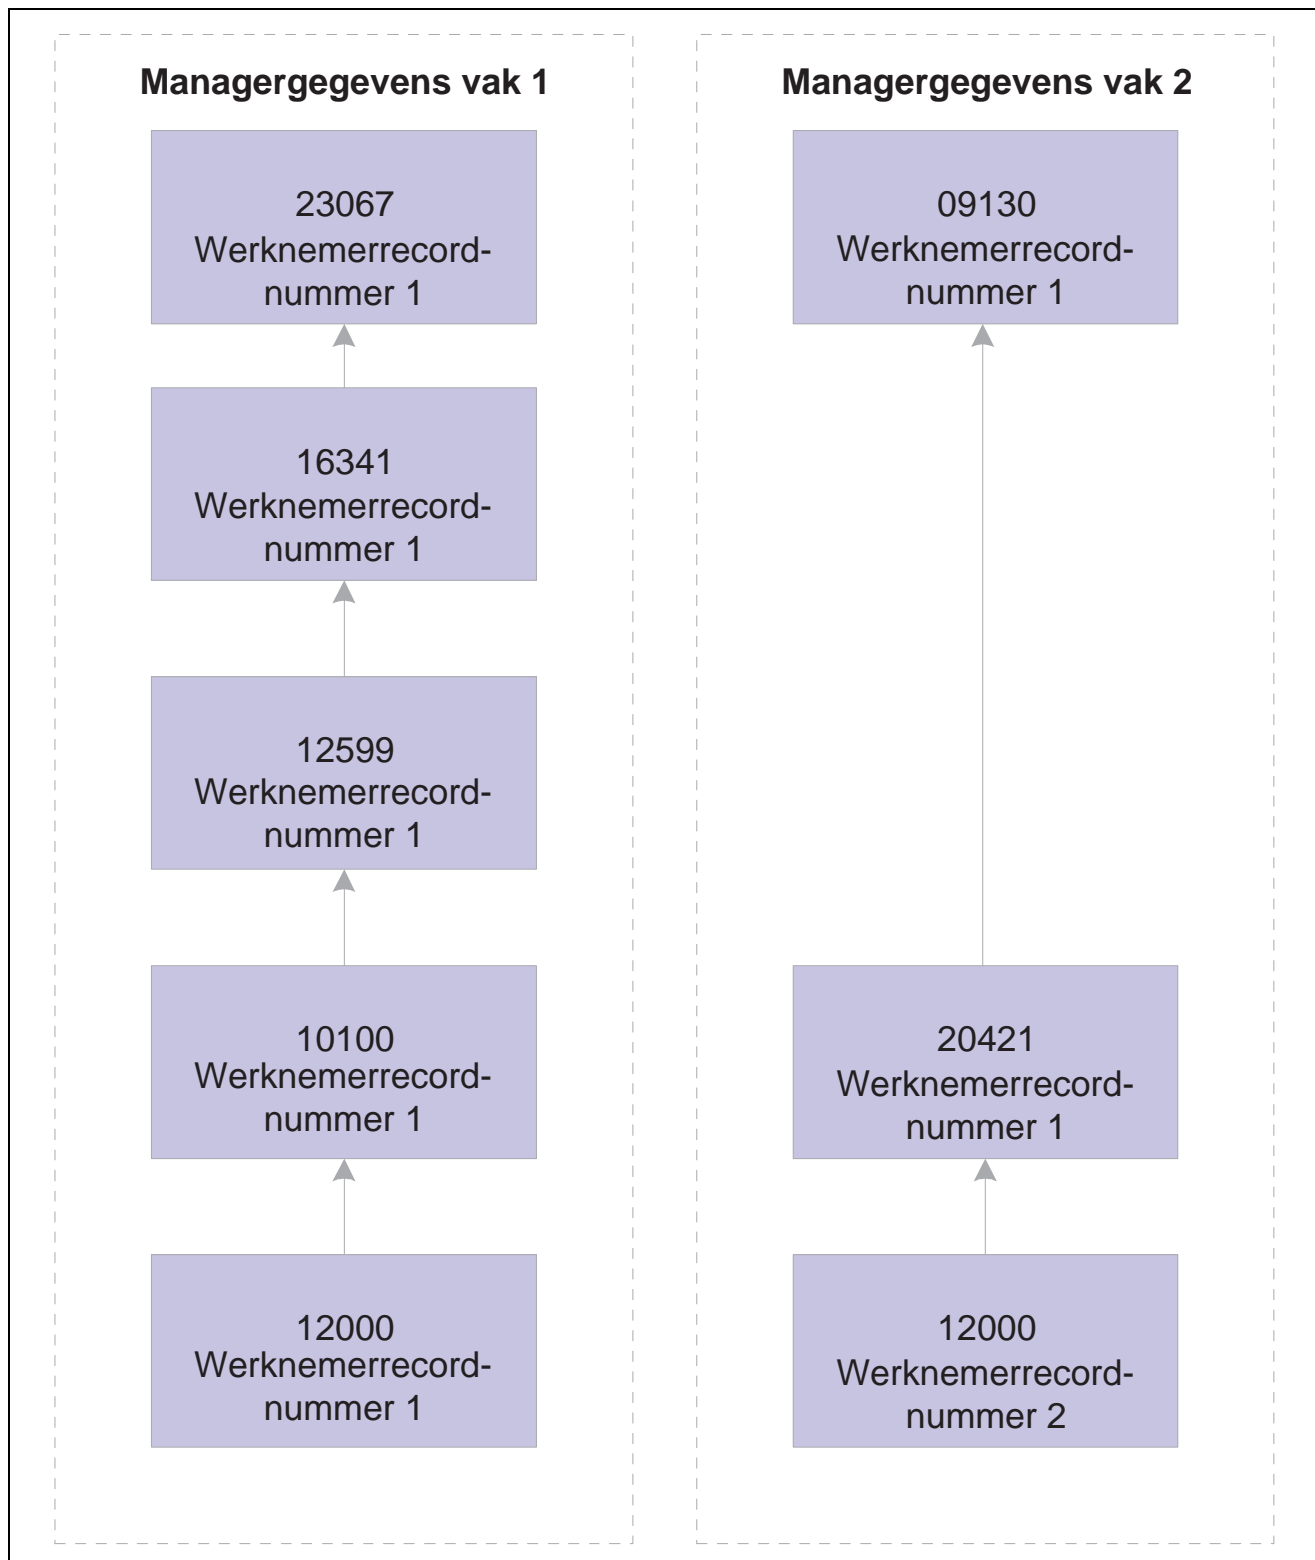 Managergegevens vak 1
23067
Werknemerrecord-
nummer 1
16341
Werknemerrecord-
nummer 1
12599
Werknemerrecord-
nummer 1
10100
Werknemerrecord-
nummer 1
12000
Werknemerrecord-
nummer 1
Managergegevens vak 2
09130
Werknemerrecord-
nummer 1
20421
Werknemerrecord-
nummer 1
12000
Werknemerrecord-
nummer 2